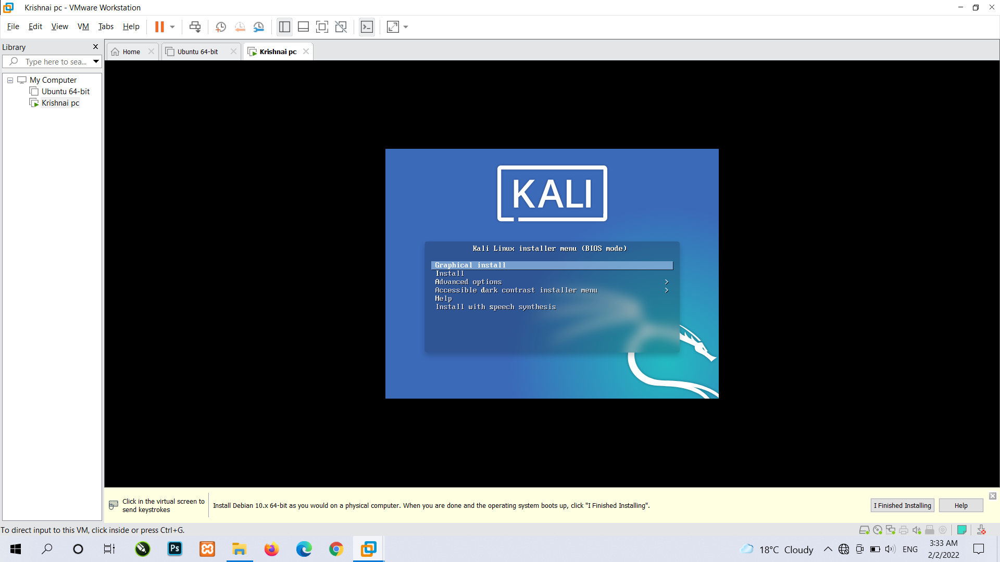 Krishnai pc - VMware Workstation
File Edit View VM Tabs Help
Library
Home
Ubuntu 64-bit
Krishnai pc
Type here to sea...
My Computer
Ubuntu 64-bit
Krishnai pc
KALI
Kali Linux installer menu (BIOS mode)
Graphical install
Install
Advanced options >
Accessible dark contrast installer menu >
Help
Install with speech synthesis
Click in the virtual screen to
send keystrokes
Install Debian 10.x 64-bit as you would on a physical computer. When you are done and the operating system boots up, click "I Finished Installing".
I Finished Installing
Help
To direct input to this VM, click inside or press Ctrl+G.
Ps
18°C Cloudy
ENG
3:33 AM
2/2/2022